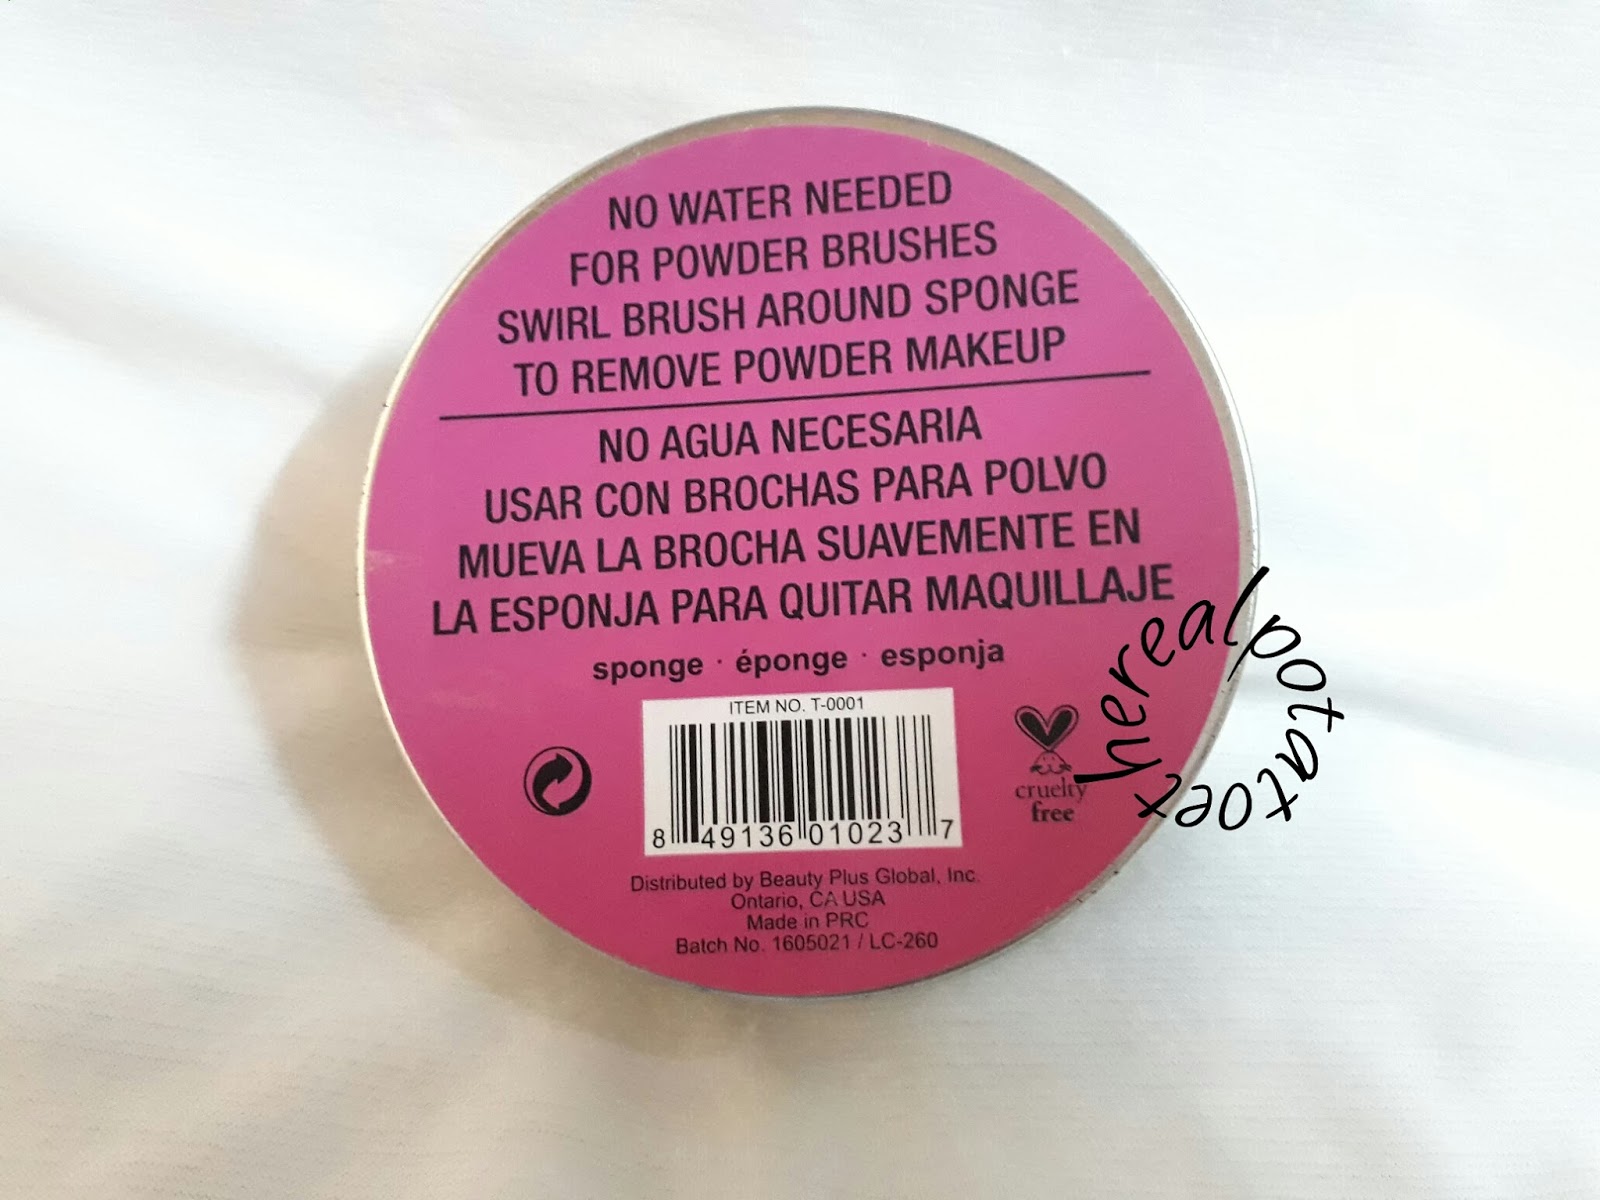 NO WATER NEEDED
FOR POWDER BRUSHES
SWIRL BRUSH AROUND SPONGE
TO REMOVE POWDER MAKEUP
NO AGUA NECESARIA
USAR CON BROCHAS PARA POLVO
MUEVA LA BROCHA SUAVEMENTE EN
LA ESPONJA PARA QUITAR MAQUILLAJE
sponge · éponge · esponja
ITEM NO. T-0001
8 49136 01023 7
cruelty
free
Distributed by Beauty Plus Global, Inc.
Ontario, CA USA
Made in PRC
Batch No. 1605021 / LC-260
therealpotatoex